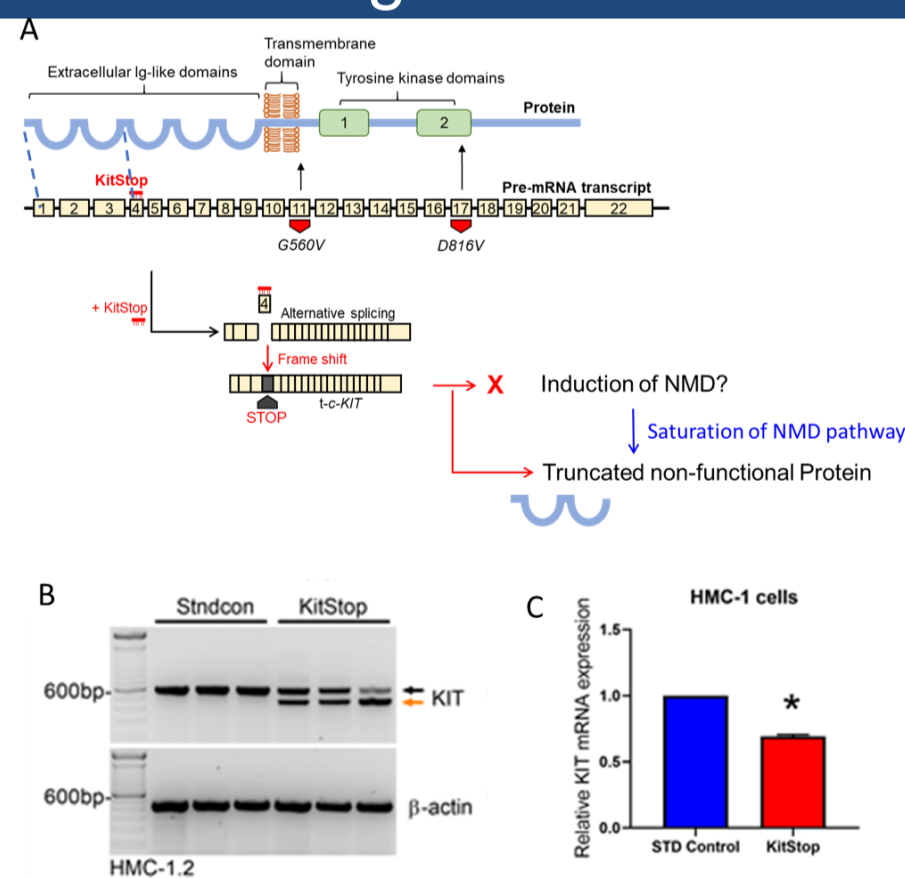 A
Transmembrane
domain
Extracellular Ig-like domains
Tyrosine kinase domains
Protein
1
2
KitStop
Pre-mRNA transcript
1 2 3 4 5 6 7 8 9 10 11 12 13 14 15 16 17 18 19 20 21 22
G560V
D816V
+ KitStop
4
Alternative splicing
Frame shift
t-c-KIT
STOP
X
Induction of NMD?
Saturation of NMD pathway
Truncated non-functional Protein
B
Stndcon
KitStop
600bp-
KIT
600bp-
β-actin
HMC-1.2
C
HMC-1 cells
Relative KIT mRNA expression
1.5
1.0
0.5
0.0
*
STD Control
KitStop